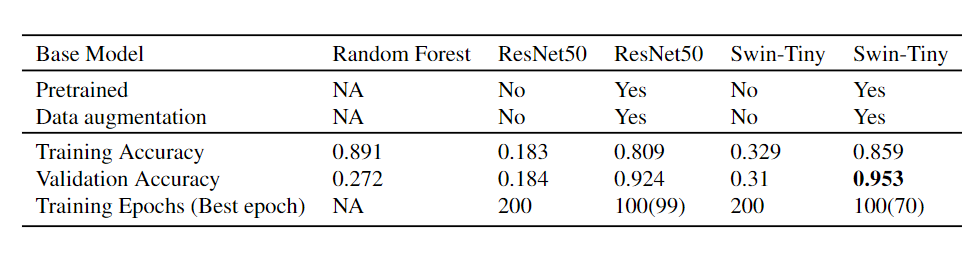 Base Model Random Forest ResNet50 ResNet50 Swin-Tiny Swin-Tiny
Pretrained NA No Yes No Yes
Data augmentation NA No Yes No Yes
Training Accuracy 0.891 0.183 0.809 0.329 0.859
Validation Accuracy 0.272 0.184 0.924 0.31 0.953
Training Epochs (Best epoch) NA 200 100(99) 200 100(70)